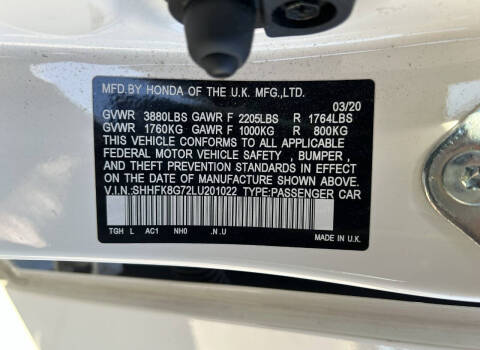 MFD.BY HONDA OF THE U.K. MFG.,LTD.
03/20
GVWR 3880LBS GAWR F 2205LBS R 1764LBS
GVWR 1760KG GAWR F 1000KG R 800KG
THIS VEHICLE CONFORMS TO ALL APPLICABLE
FEDERAL MOTOR VEHICLE SAFETY , BUMPER ,
AND THEFT PREVENTION STANDARDS IN EFFECT
ON THE DATE OF MANUFACTURE SHOWN ABOVE.
V.I.N:SHHFK8G72LU201022 TYPE:PASSENGER CAR
TGH L AC1 NH0 .N.U
MADE IN U.K.